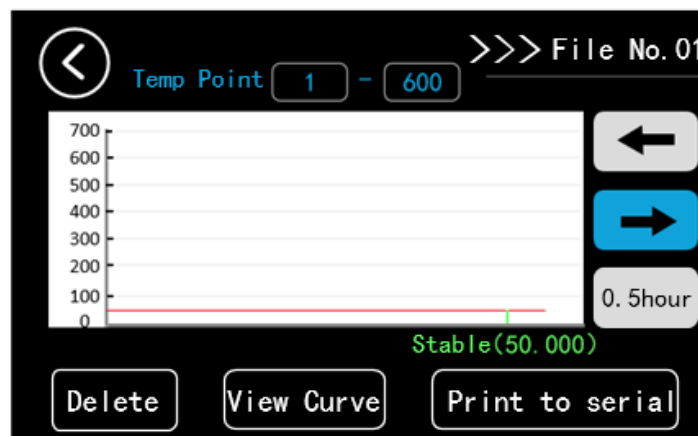 >>> File No.01
Temp Point 1 - 600
700
600
500
400
300
200
100
0
0.5hour
Stable(50.000)
Delete
View Curve
Print to serial